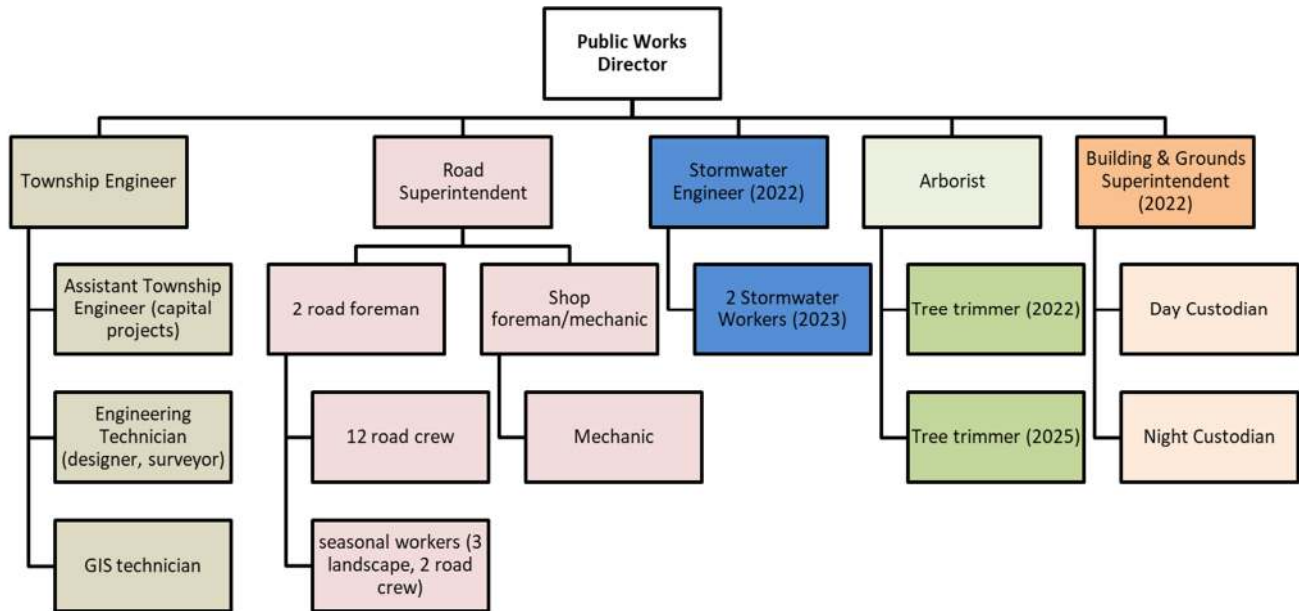 Public Works
Director
Township Engineer
Road
Superintendent
Stormwater
Engineer (2022)
Arborist
Building & Grounds
Superintendent
(2022)
Assistant Township
Engineer (capital
projects)
2 road foreman
Shop
foreman/mechanic
2 Stormwater
Workers (2023)
Tree trimmer (2022)
Day Custodian
Engineering
Technician
(designer, surveyor)
12 road crew
Mechanic
Tree trimmer (2025)
Night Custodian
GIS technician
seasonal workers (3
landscape, 2 road
crew)